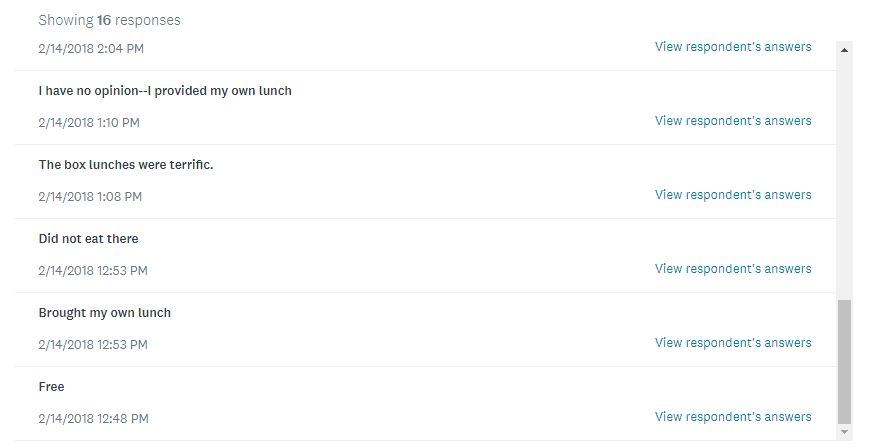 Showing 16 responses
2/14/2018 2:04 PM View respondent's answers
I have no opinion--I provided my own lunch
2/14/2018 1:10 PM View respondent's answers
The box lunches were terrific.
2/14/2018 1:08 PM View respondent's answers
Did not eat there
2/14/2018 12:53 PM View respondent's answers
Brought my own lunch
2/14/2018 12:53 PM View respondent's answers
Free
2/14/2018 12:48 PM View respondent's answers